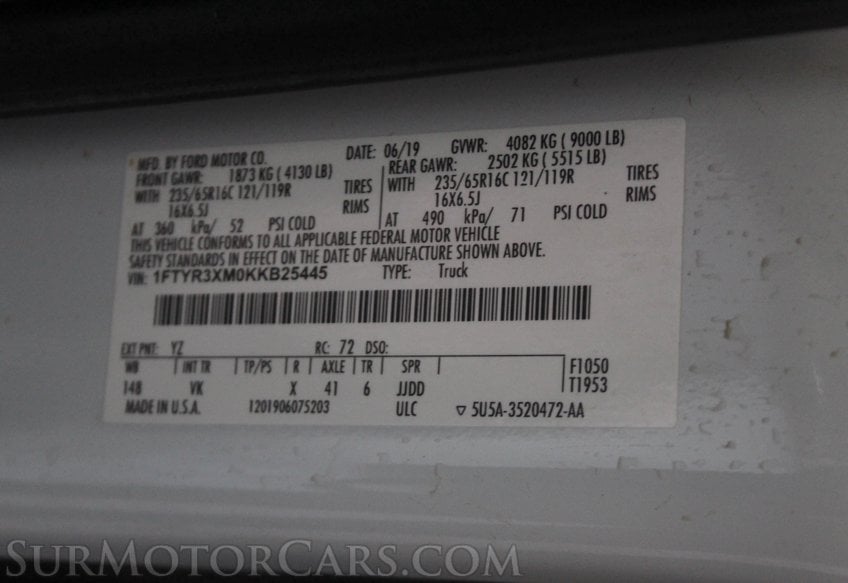 MFD. BY FORD MOTOR CO. DATE: 06/19 GVWR: 4082 KG ( 9000 LB)
FRONT GAWR: 1873 KG ( 4130 LB) REAR GAWR: 2502 KG ( 5515 LB)
WITH 235/65R16C 121/119R TIRES WITH 235/65R16C 121/119R TIRES
16X6.5J RIMS 16X6.5J RIMS
AT 360 kPa/ 52 PSI COLD AT 490 kPa/ 71 PSI COLD
THIS VEHICLE CONFORMS TO ALL APPLICABLE FEDERAL MOTOR VEHICLE
SAFETY STANDARDS IN EFFECT ON THE DATE OF MANUFACTURE SHOWN ABOVE.
VIN: 1FTYR3XM0KKB25445 TYPE: Truck
EXT PNT: YZ RC: 72 DSO:
WB INT TR TP/PS R AXLE TR SPR F1050
148 VK X 41 6 JJDD T1953
MADE IN U.S.A. 1201906075203 ULC ▽ 5U5A-3520472-AA
SURMOTORCARS.COM